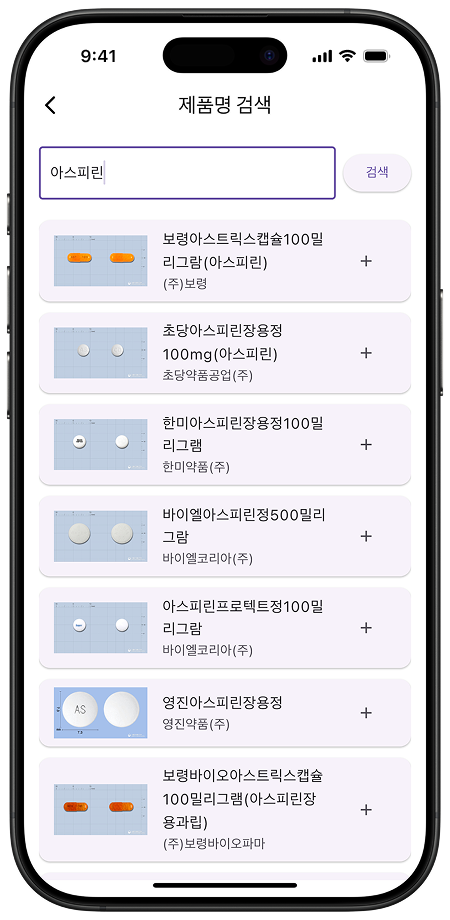 9:41
제품명 검색
아스피린
검색
보령아스트릭스캡슐100밀
리그람(아스피린)
(주)보령
초당아스피린장용정
100mg(아스피린)
초당약품공업(주)
한미아스피린장용정100밀
리그램
한미약품(주)
바이엘아스피린정500밀리
그람
바이엘코리아(주)
아스피린프로텍트정100밀
리그람
바이엘코리아(주)
AS
영진아스피린장용정
영진약품(주)
보령바이오아스트릭스캡슐
100밀리그램(아스피린장
용과립)
(주)보령바이오파마